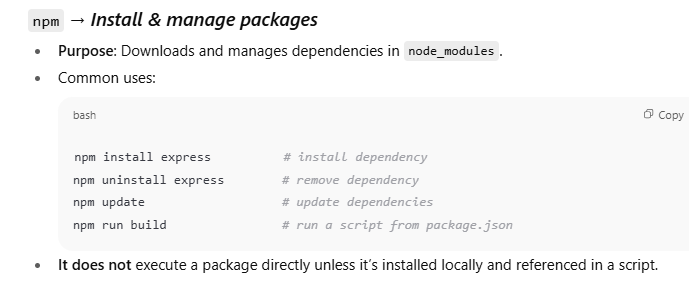 npm → Install & manage packages
• Purpose: Downloads and manages dependencies in node_modules.
• Common uses:
bash Copy
npm install express # install dependency
npm uninstall express # remove dependency
npm update # update dependencies
npm run build # run a script from package.json
• It does not execute a package directly unless it’s installed locally and referenced in a script.